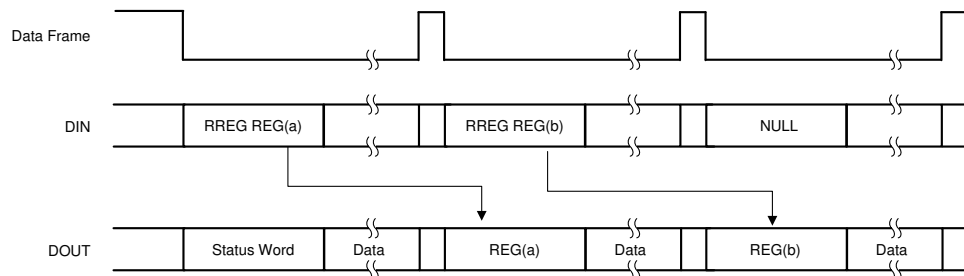 Data Frame
DIN
RREG REG(a)
RREG REG(b)
NULL
DOUT
Status Word
Data
REG(a)
Data
REG(b)
Data